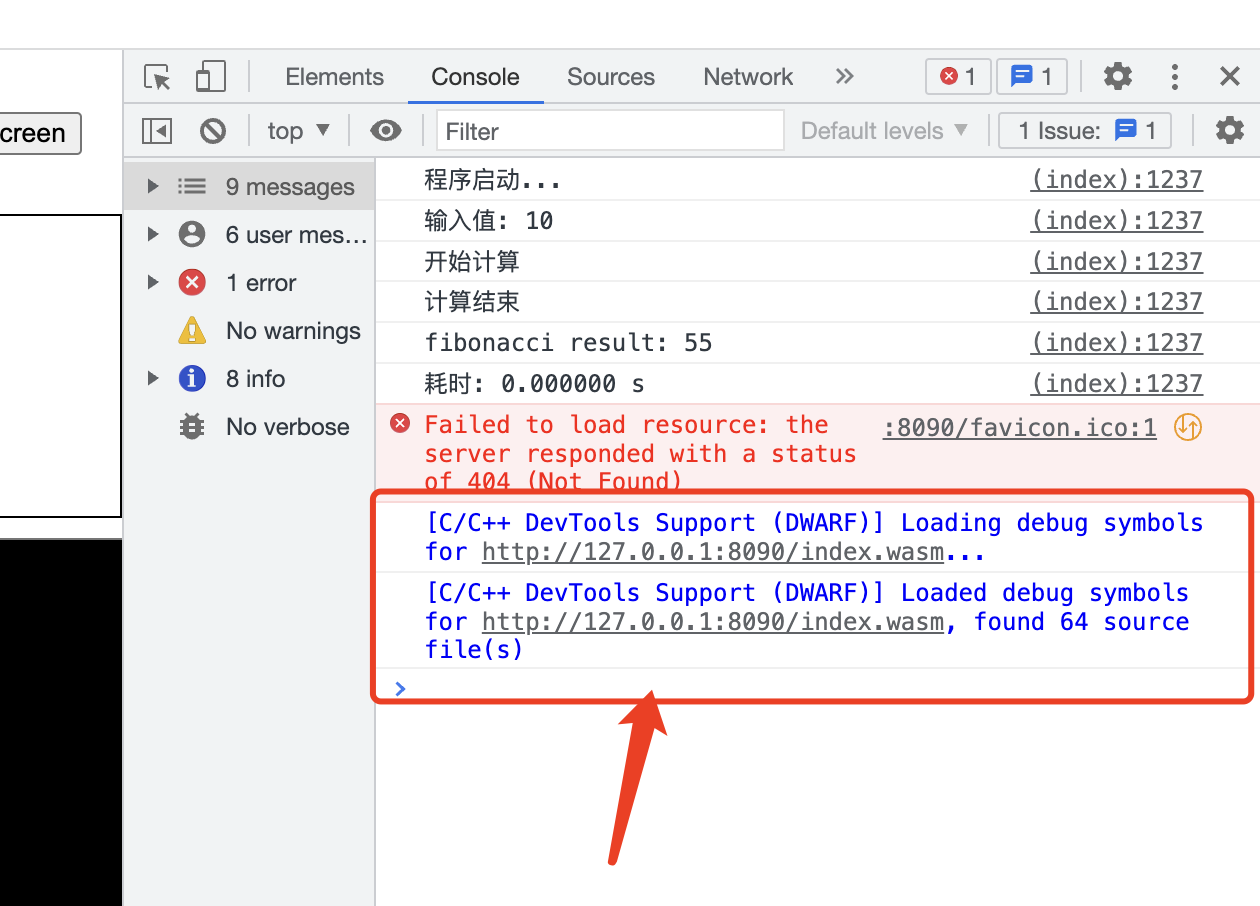 Elements Console Sources Network 1 1
creen
top Filter Default levels 1 Issue: 1
9 messages
6 user mes…
1 error
No warnings
8 info
No verbose
程序启动... (index):1237
输入值: 10 (index):1237
开始计算 (index):1237
计算结束 (index):1237
fibonacci result: 55 (index):1237
耗时: 0.000000 s (index):1237
Failed to load resource: the :8090/favicon.ico:1
server responded with a status
of 404 (Not Found)
[C/C++ DevTools Support (DWARF)] Loading debug symbols
for http://127.0.0.1:8090/index.wasm...
[C/C++ DevTools Support (DWARF)] Loaded debug symbols
for http://127.0.0.1:8090/index.wasm, found 64 source
file(s)